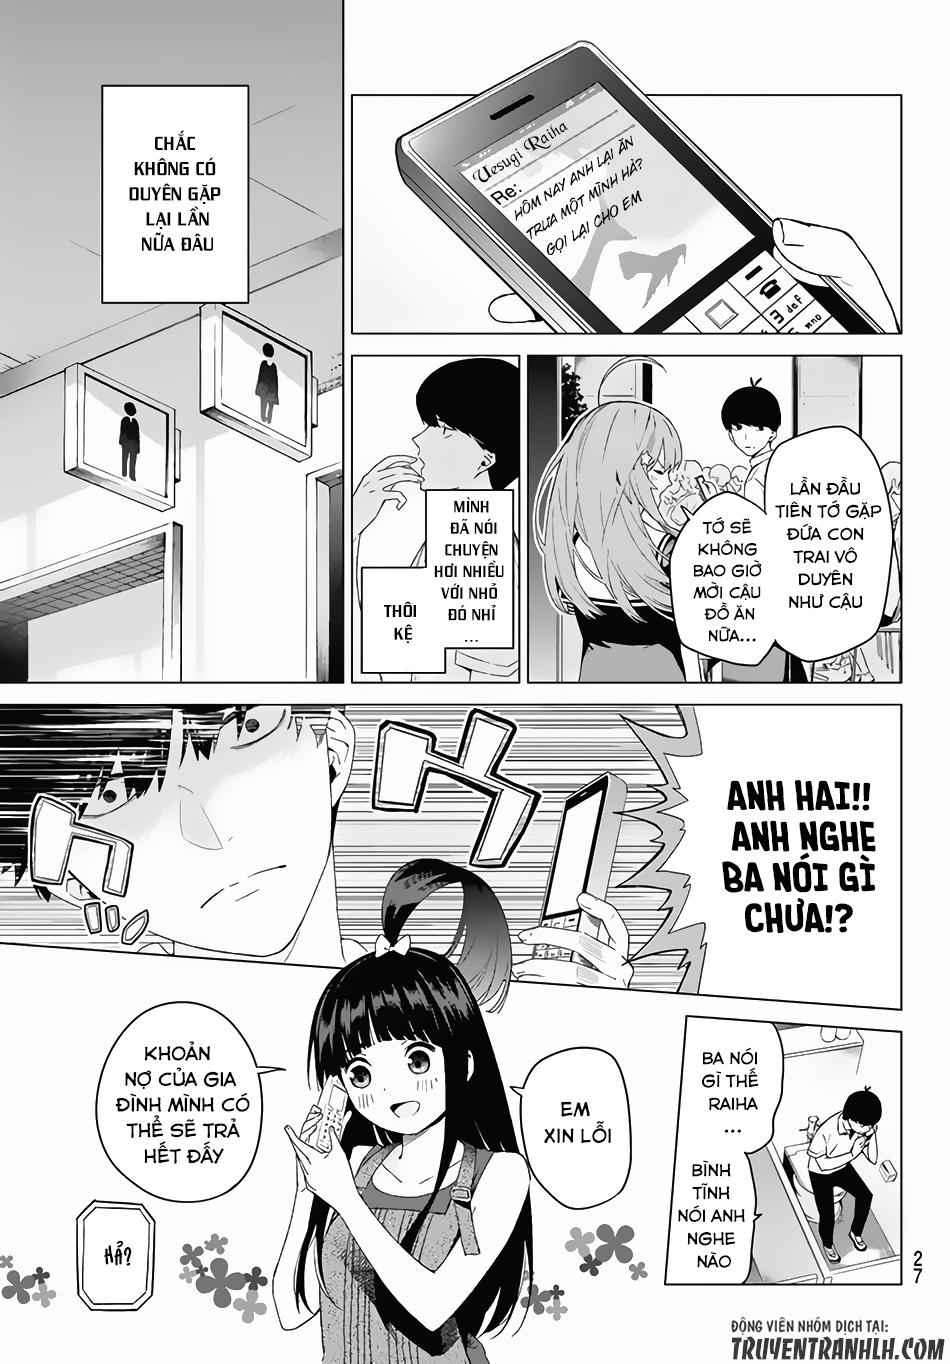 Uesugi Raiha
Re:
HÔM NAY ANH LẠI ĂN
TRƯA MỘT MÌNH HẢ?
GỌI LẠI CHO EM
3 def
mno
CHẮC
KHÔNG CÓ
DUYÊN GẶP
LẠI LẦN
NỮA ĐÂU
LẦN ĐẦU
TIÊN TỚ GẶP
ĐỨA CON
TRAI VÔ
DUYÊN
NHƯ CẬU
TỚ SẼ
KHÔNG
BAO GIỜ
MỜI CẬU
ĐỒ ĂN
NỮA...
MÌNH
ĐÃ NÓI
CHUYỆN
HƠI NHIỀU
VỚI NHỎ
ĐÓ NHỈ
...
THÔI
KỆ
ANH HAI!!
ANH NGHE
BA NÓI GÌ
CHƯA!?
BA NÓI
GÌ THẾ
RAIHA
...
BÌNH
TĨNH
NÓI ANH
NGHE
NÀO
EM
XIN LỖI
KHOẢN
NỢ CỦA GIA
ĐÌNH MÌNH CÓ
THỂ SẼ TRẢ
HẾT ĐẤY
HẢ?
27
ĐỘNG VIÊN NHÓM DỊCH TẠI:
TRUYENTRANHLH.COM